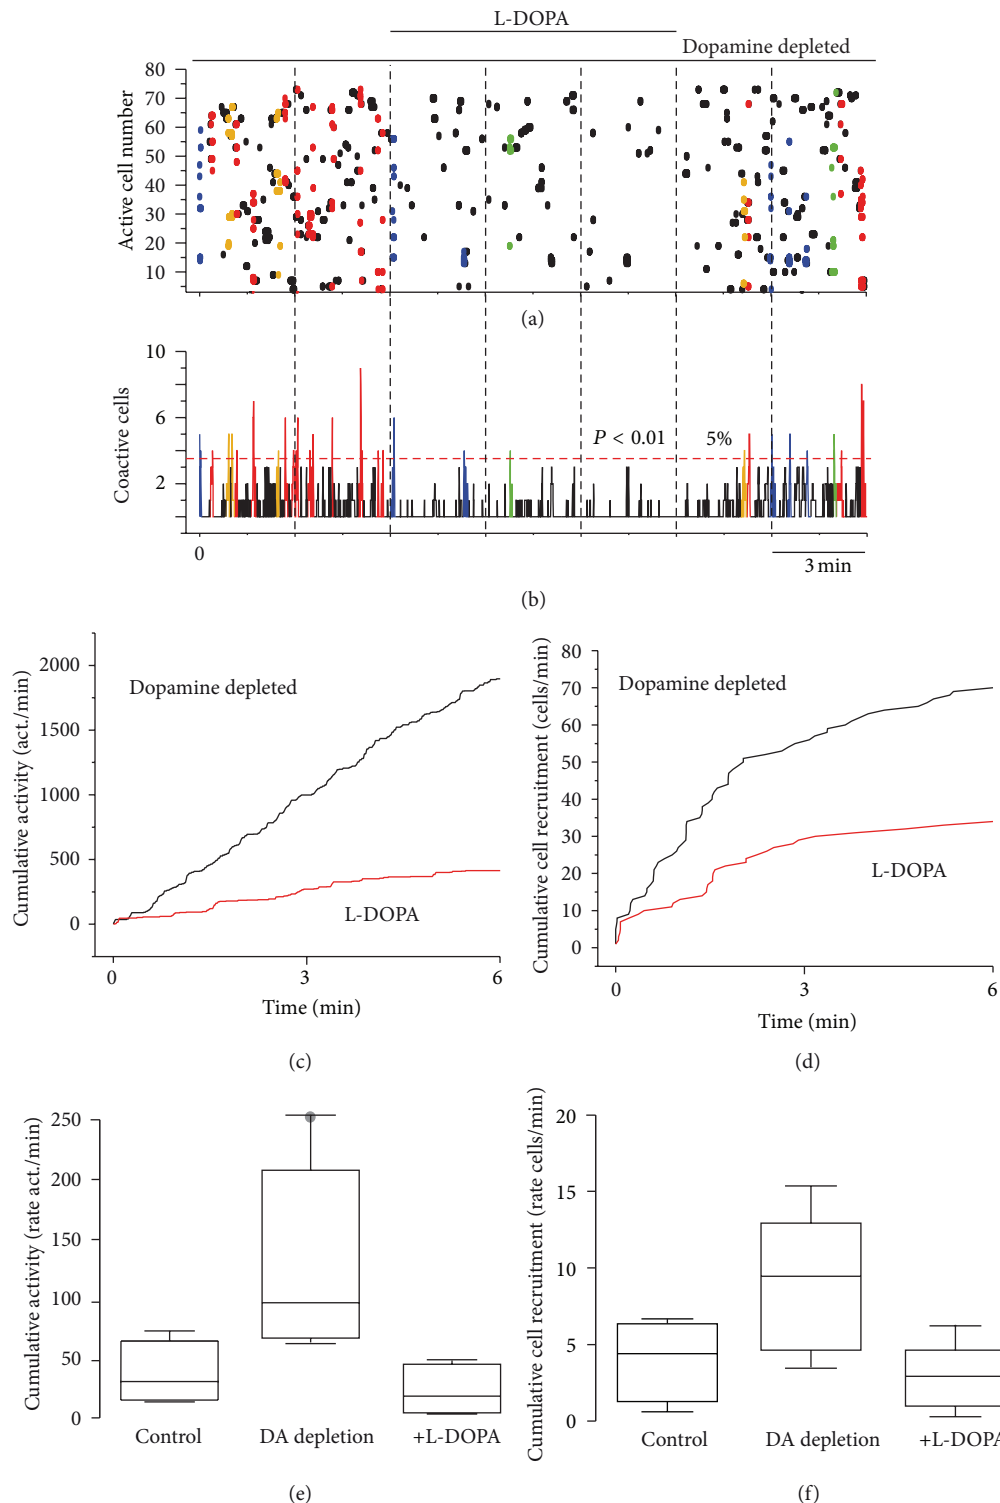 L-DOPA
Dopamine depleted
80
70
60
50
40
30
20
10
Active cell number
(a)
10
6
2
Coactive cells
P < 0.01
5%
0
3 min
(b)
2000
1500
1000
500
0
Cumulative activity (act./min)
Dopamine depleted
L-DOPA
0
3
6
Time (min)
(c)
80
70
60
50
40
30
20
10
0
Cumulative cell recruitment (cells/min)
Dopamine depleted
L-DOPA
0
3
6
Time (min)
(d)
250
200
150
100
50
0
Cumulative activity (rate act./min)
Control
DA depletion
+L-DOPA
(e)
20
15
10
5
0
Cumulative cell recruitment (rate cells/min)
Control
DA depletion
+L-DOPA
(f)